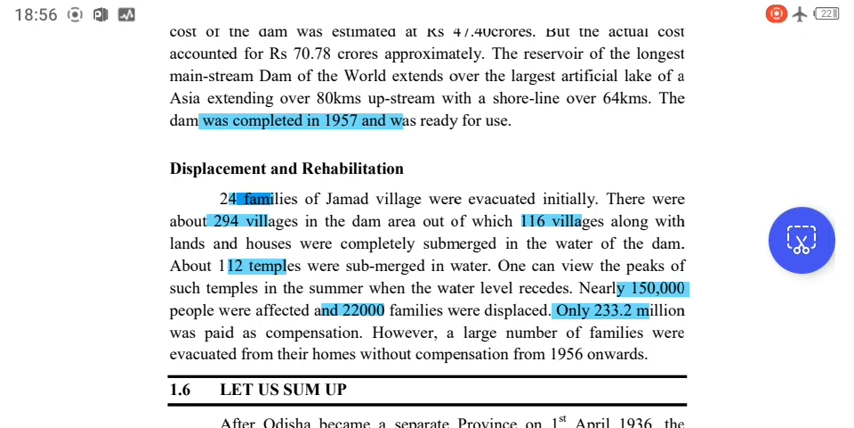 18:56
22
cost of the dam was estimated at Rs 47.40crores. But the actual cost
accounted for Rs 70.78 crores approximately. The reservoir of the longest
main-stream Dam of the World extends over the largest artificial lake of a
Asia extending over 80kms up-stream with a shore-line over 64kms. The
dam was completed in 1957 and was ready for use.
Displacement and Rehabilitation
24 families of Jamad village were evacuated initially. There were
about 294 villages in the dam area out of which 116 villages along with
lands and houses were completely submerged in the water of the dam.
About 112 temples were sub-merged in water. One can view the peaks of
such temples in the summer when the water level recedes. Nearly 150,000
people were affected and 22000 families were displaced. Only 233.2 million
was paid as compensation. However, a large number of families were
evacuated from their homes without compensation from 1956 onwards.
1.6 LET US SUM UP
After Odisha became a separate Province on 1st April 1936, the